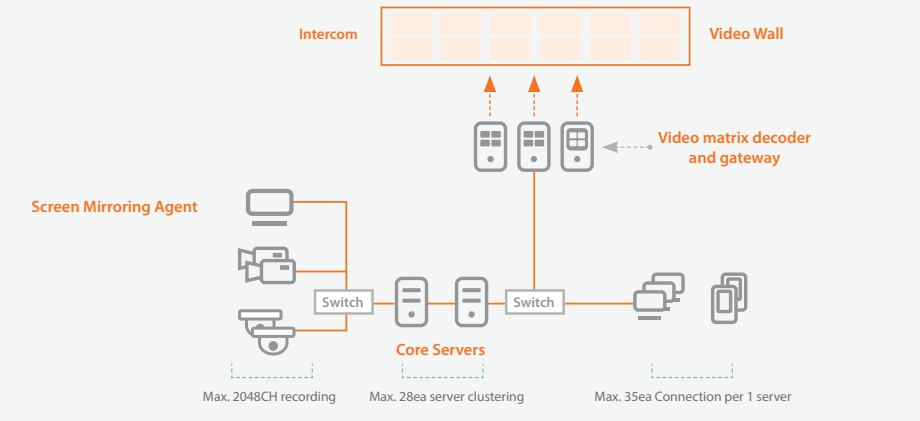 Intercom
Video Wall
Video matrix decoder
and gateway
Screen Mirroring Agent
Switch
Switch
Core Servers
Max. 2048CH recording
Max. 28ea server clustering
Max. 35ea Connection per 1 server